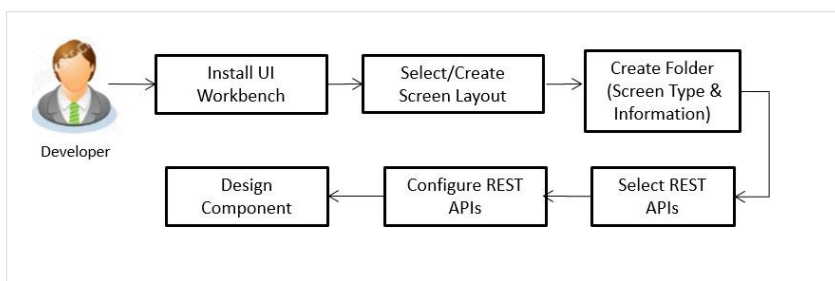 Install UI
Workbench
Select/Create
Screen Layout
Create Folder
(Screen Type &
Information)
Developer
Design
Component
Configure REST
APIs
Select REST
APIs